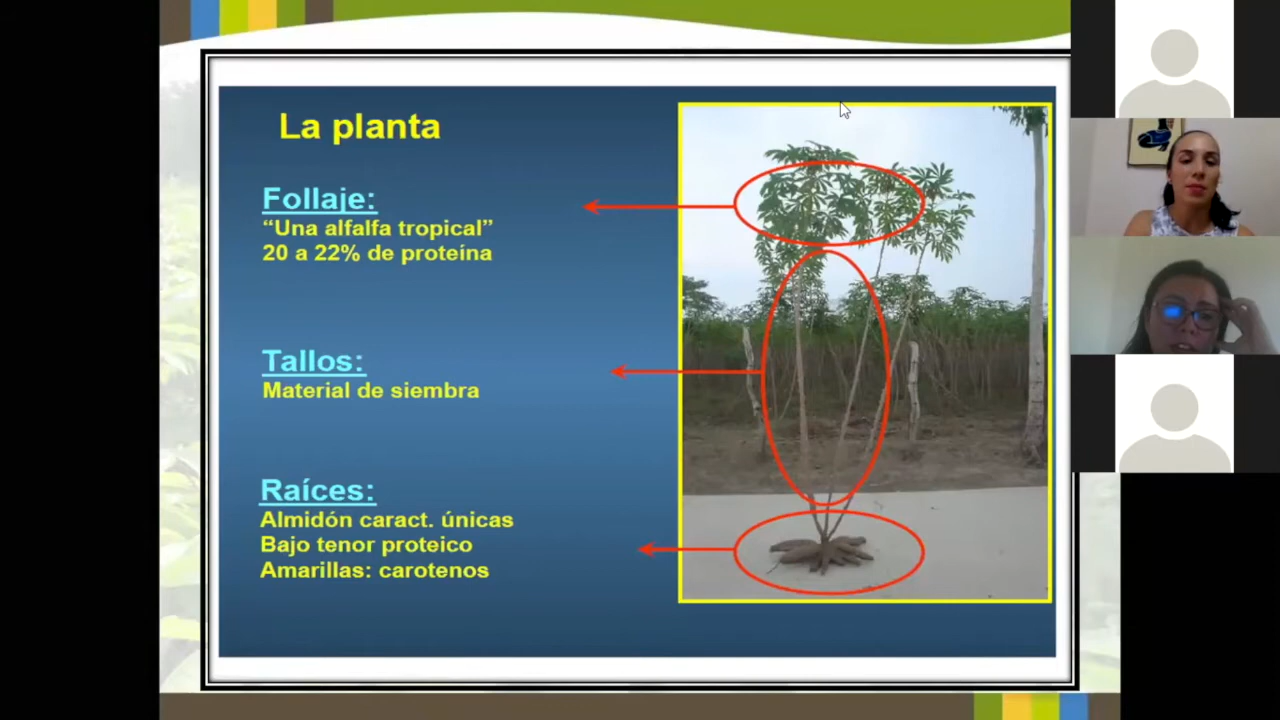 La planta
Follaje:
“Una alfalfa tropical”
20 a 22% de proteína
Tallos:
Material de siembra
Raíces:
Almidón caract. únicas
Bajo tenor proteico
Amarillas: carotenos